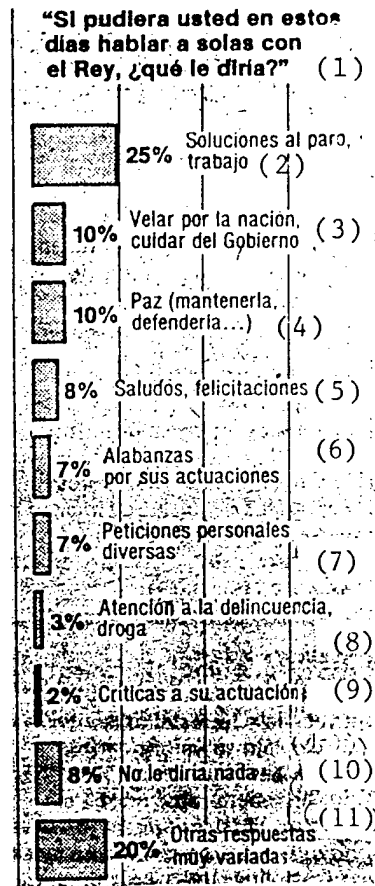 “Si pudiera usted en estos
días hablar a solas con
el Rey, ¿qué le diría?” (1)
25% Soluciones al paro,
trabajo (2)
10% Velar por la nación,
cuidar del Gobierno (3)
10% Paz (mantenerla,
defenderla...) (4)
8% Saludos, felicitaciones (5)
(6)
7% Alabanzas
por sus actuaciones
7% Peticiones personales
diversas
(7)
3% Atención a la delincuencia,
droga
(8)
2% Críticas a su actuación (9)
8% No le diría nada (10)
(11)
20% Otras respuestas
muy variadas